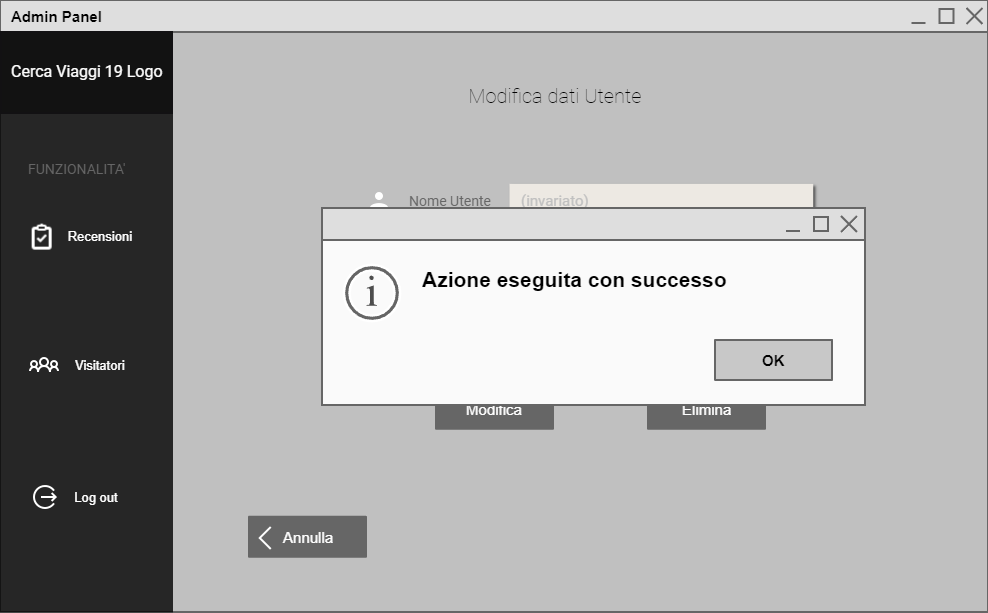 Admin Panel
Cerca Viaggi 19 Logo
FUNZIONALITA'
Recensioni
Visitatori
Log out
Modifica dati Utente
Nome Utente
(invariato)
Azione eseguita con successo
OK
Modifica
Elimina
Annulla